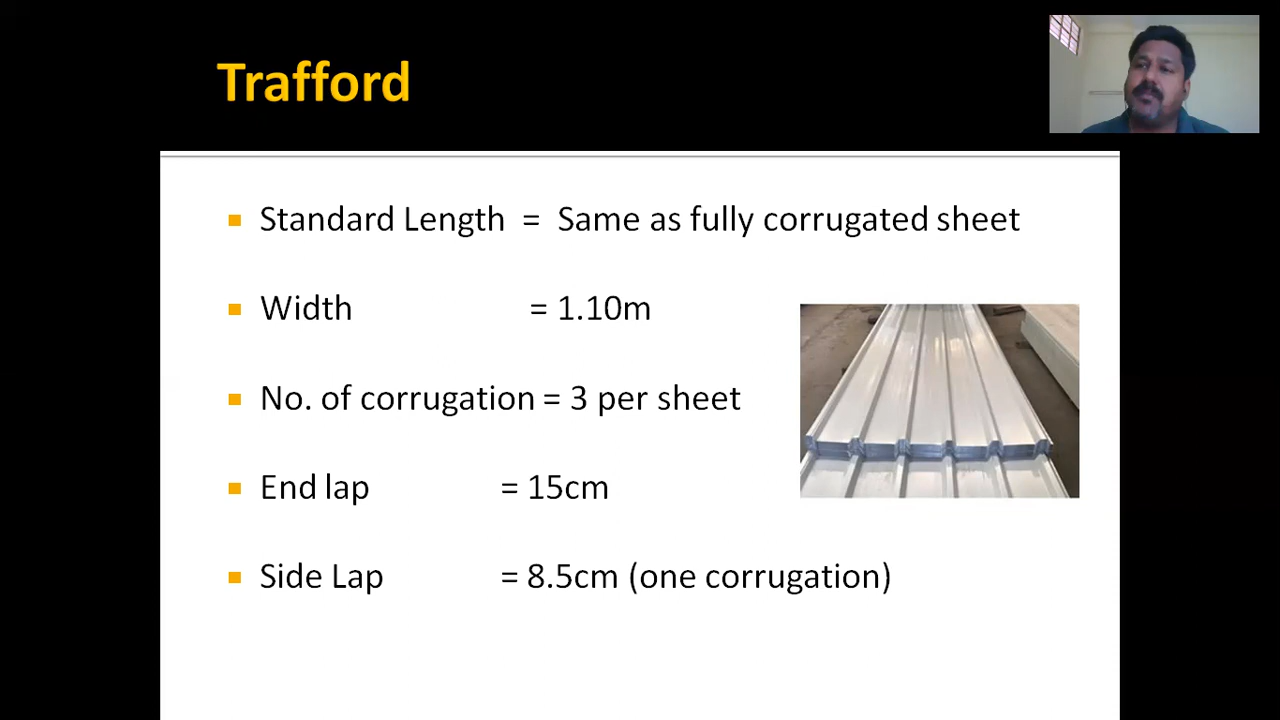 Trafford
Standard Length = Same as fully corrugated sheet
Width = 1.10m
No. of corrugation = 3 per sheet
End lap = 15cm
Side Lap = 8.5cm (one corrugation)